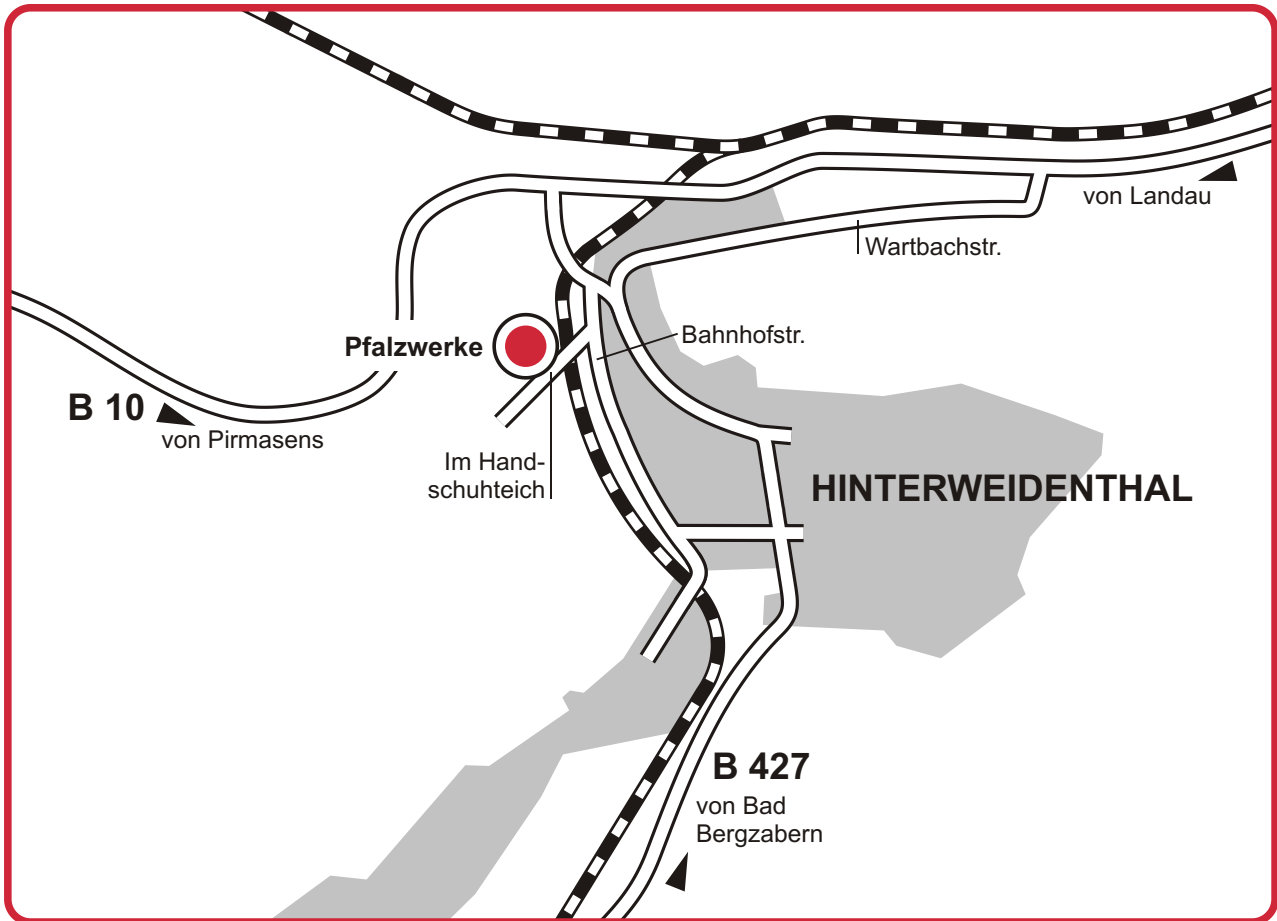 von Landau
Wartbachstr.
Bahnhofstr.
Pfalzwerke
B 10
von Pirmasens
Im Hand-
schuhteich
HINTERWEIDENTHAL
B 427
von Bad
Bergzabern